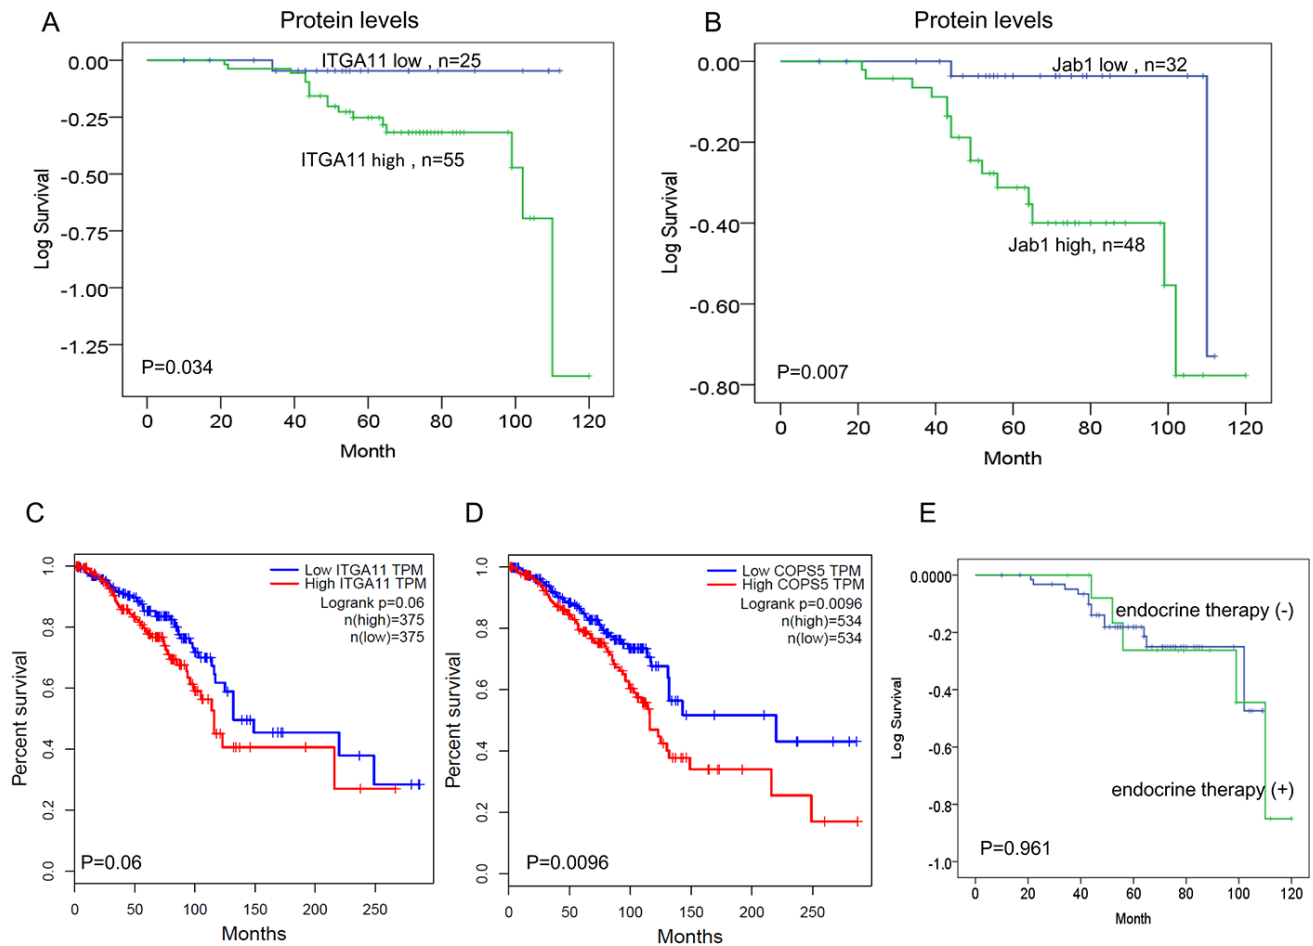 A
Protein levels
ITGA11 low , n=25
ITGA11 high , n=55
P=0.034
Log Survival
0.00
-0.25
-0.50
-0.75
-1.00
-1.25
0 20 40 60 80 100 120
Month
B
Protein levels
Jab1 low , n=32
Jab1 high, n=48
P=0.007
Log Survival
0.00
-0.20
-0.40
-0.60
-0.80
0 20 40 60 80 100 120
Month
C
Low ITGA11 TPM
High ITGA11 TPM
Logrank p=0.06
n(high)=375
n(low)=375
P=0.06
Percent survival
1.0
0.8
0.6
0.4
0.2
0.0
0 50 100 150 200 250
Months
D
Low COPS5 TPM
High COPS5 TPM
Logrank p=0.0096
n(high)=534
n(low)=534
P=0.0096
Percent survival
1.0
0.8
0.6
0.4
0.2
0.0
0 50 100 150 200 250
Months
E
endocrine therapy (-)
endocrine therapy (+)
P=0.961
Log Survival
0.0000
-0.2
-0.4
-0.6
-0.8
-1.0
0 20 40 60 80 100 120
Month